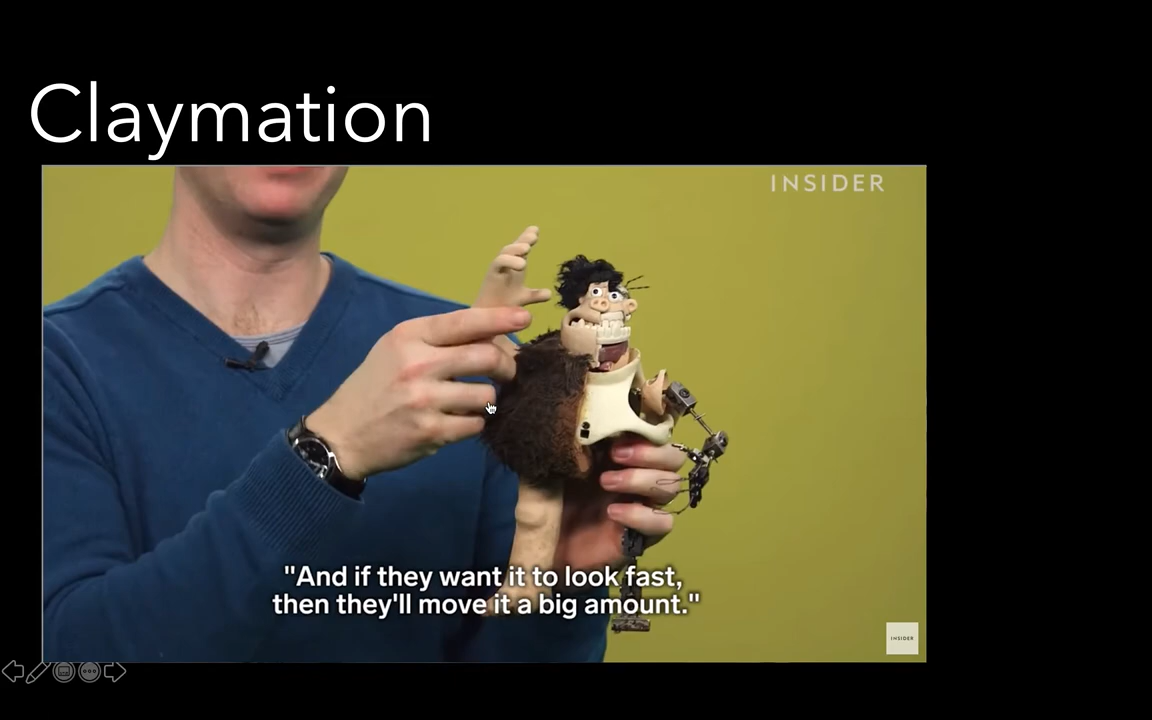 Claymation
INSIDER
"And if they want it to look fast,
then they'll move it a big amount."
INSIDER